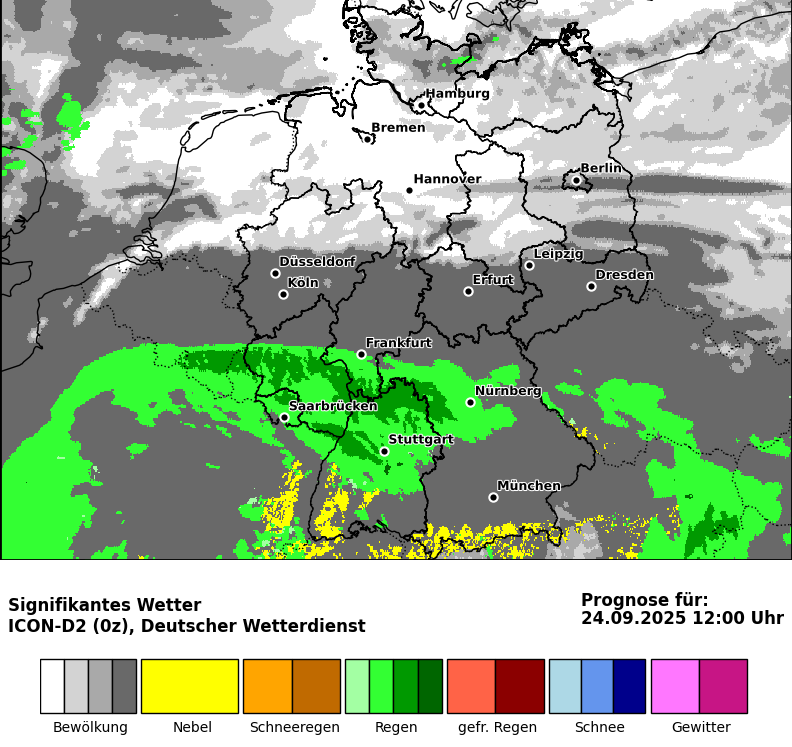 Hamburg
Bremen
Berlin
Hannover
Leipzig
Düsseldorf
Dresden
Köln
Erfurt
Frankfurt
Nürnberg
Saarbrücken
Stuttgart
München
Signifikantes Wetter
ICON-D2 (0z), Deutscher Wetterdienst
Prognose für:
24.09.2025 12:00 Uhr
Bewölkung Nebel Schneeregen Regen gefr. Regen Schnee Gewitter